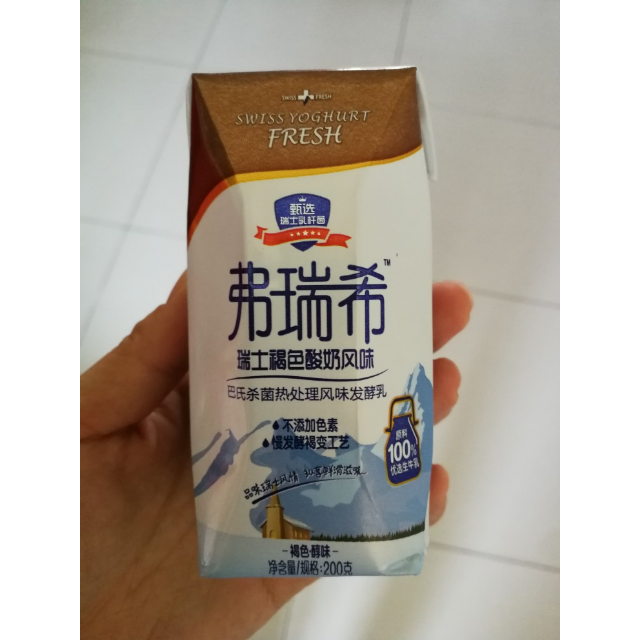 SWISS FRESH
SWISS YOGHURT
FRESH
甄选
瑞士乳杆菌
弗瑞希™
瑞士褐色酸奶风味
巴氏杀菌热处理风味发酵乳
不添加色素
慢发酵褐变工艺
原料
100%
优选生牛乳
品味瑞士风情
-褐色·醇味-
净含量/规格:200克